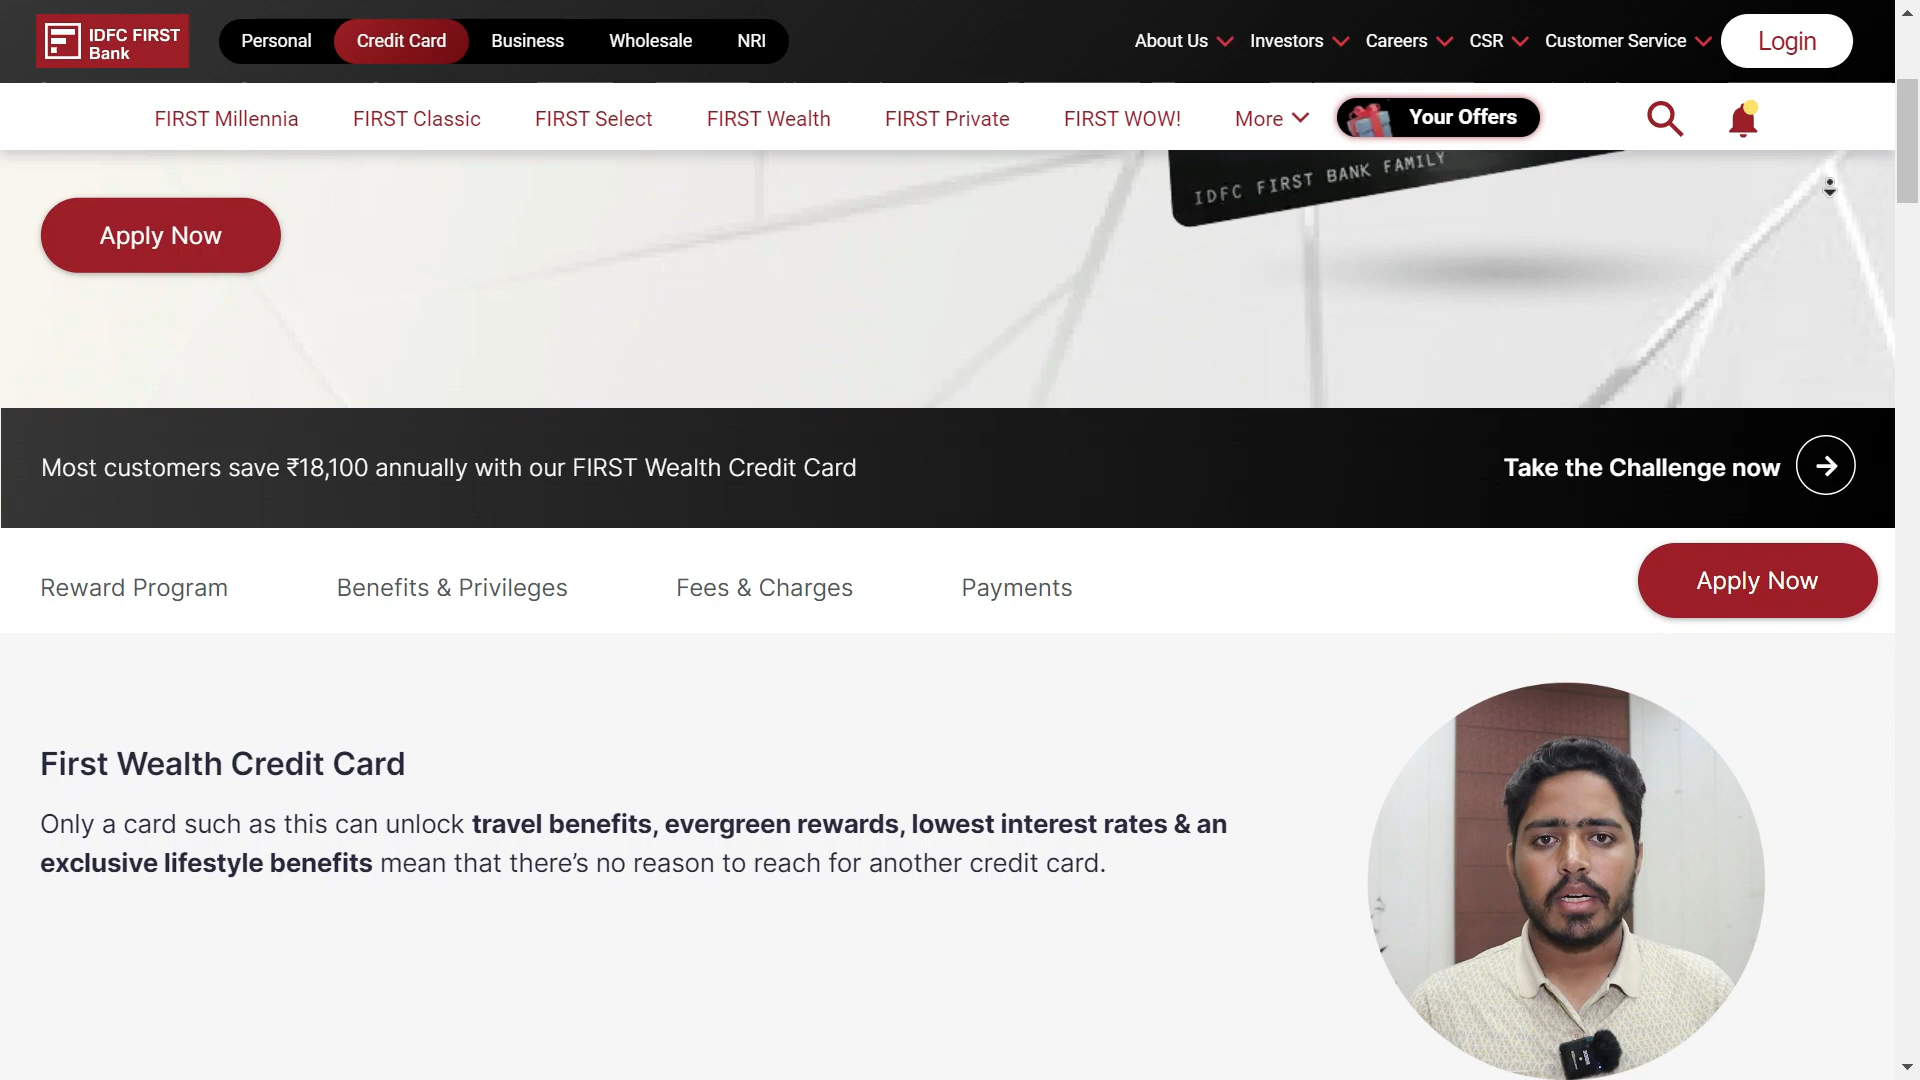 IDFC FIRST
Bank
Personal
Credit Card
Business
Wholesale
NRI
About Us
Investors
Careers
CSR
Customer Service
Login
FIRST Millennia
FIRST Classic
FIRST Select
FIRST Wealth
FIRST Private
FIRST WOW!
More
Your Offers
IDFC FIRST BANK FAMILY
Apply Now
Most customers save ₹18,100 annually with our FIRST Wealth Credit Card
Take the Challenge now
Reward Program
Benefits & Privileges
Fees & Charges
Payments
Apply Now
First Wealth Credit Card
Only a card such as this can unlock travel benefits, evergreen rewards, lowest interest rates & an
exclusive lifestyle benefits mean that there’s no reason to reach for another credit card.